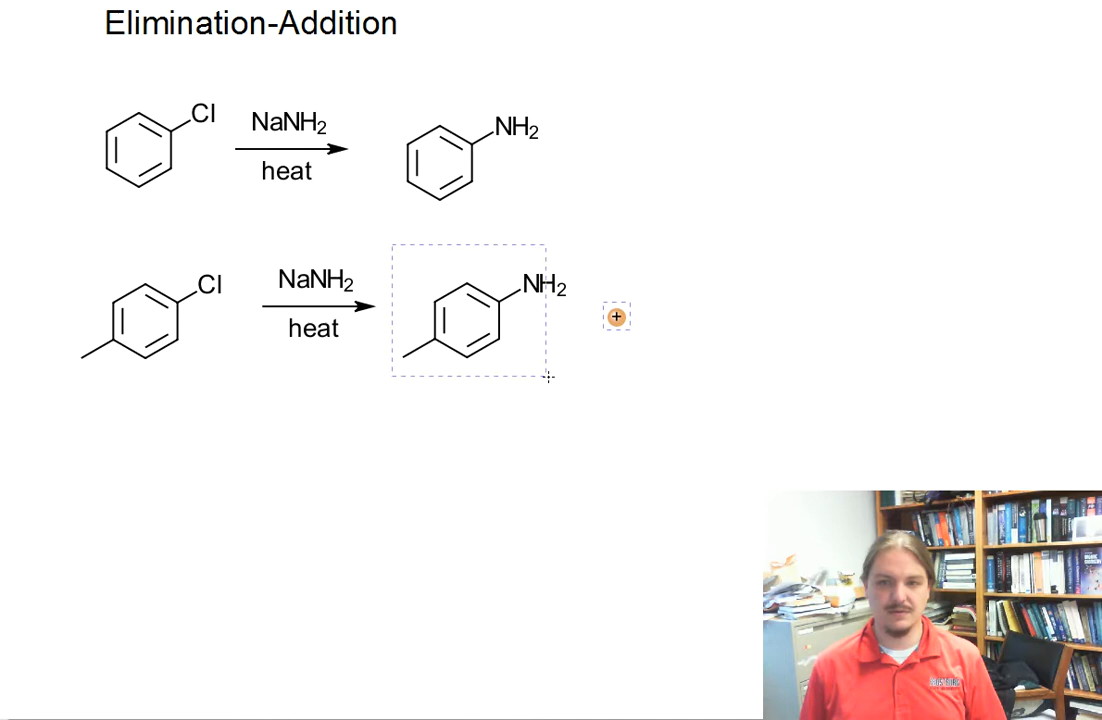 Elimination-Addition
Cl
NaNH2
heat
NH2
Cl
NaNH2
heat
NH2
+